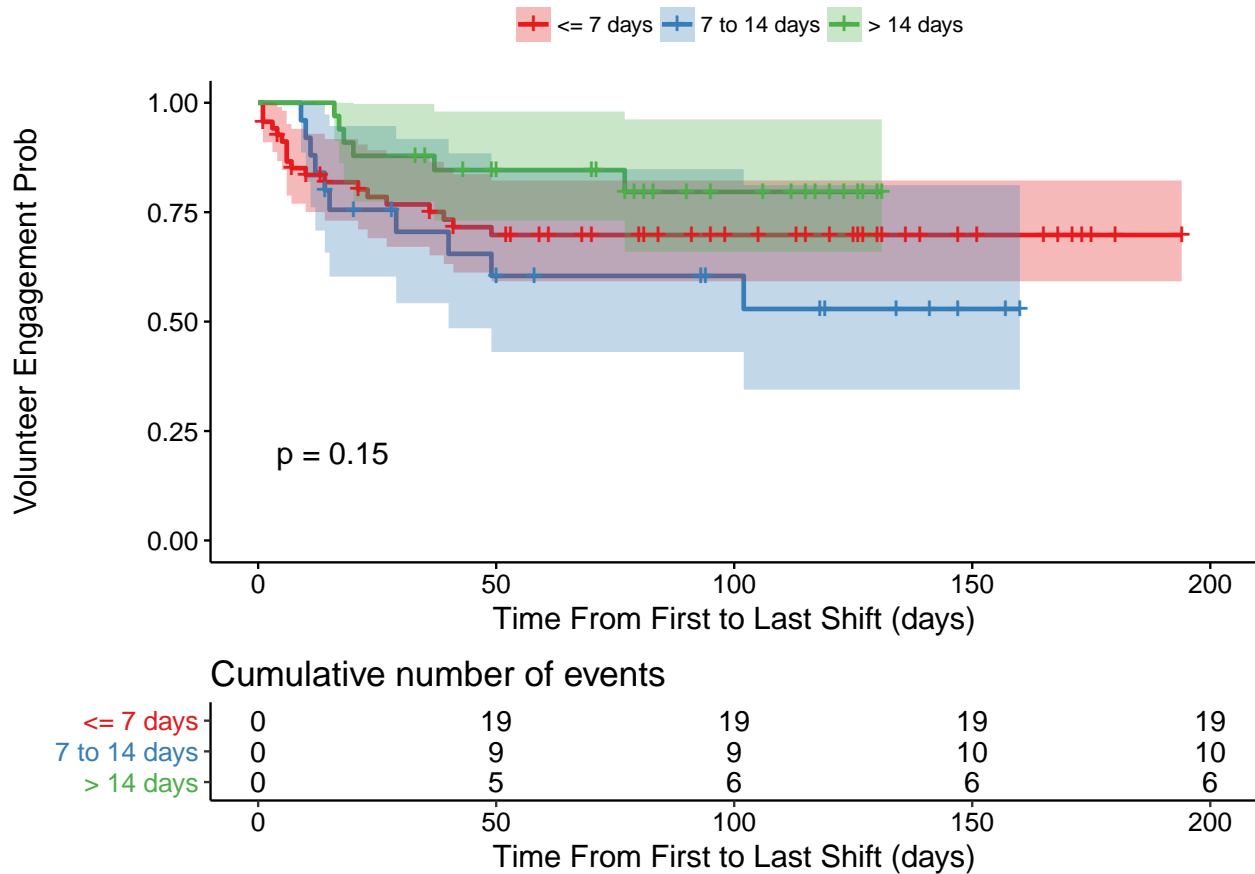 <= 7 days 7 to 14 days > 14 days
Volunteer Engagement Prob
1.00
0.75
0.50
0.25
0.00
p = 0.15
0 50 100 150 200
Time From First to Last Shift (days)
Cumulative number of events
<= 7 days 0 19 19 19 19
7 to 14 days 0 9 9 10 10
> 14 days 0 5 6 6 6
0 50 100 150 200
Time From First to Last Shift (days)